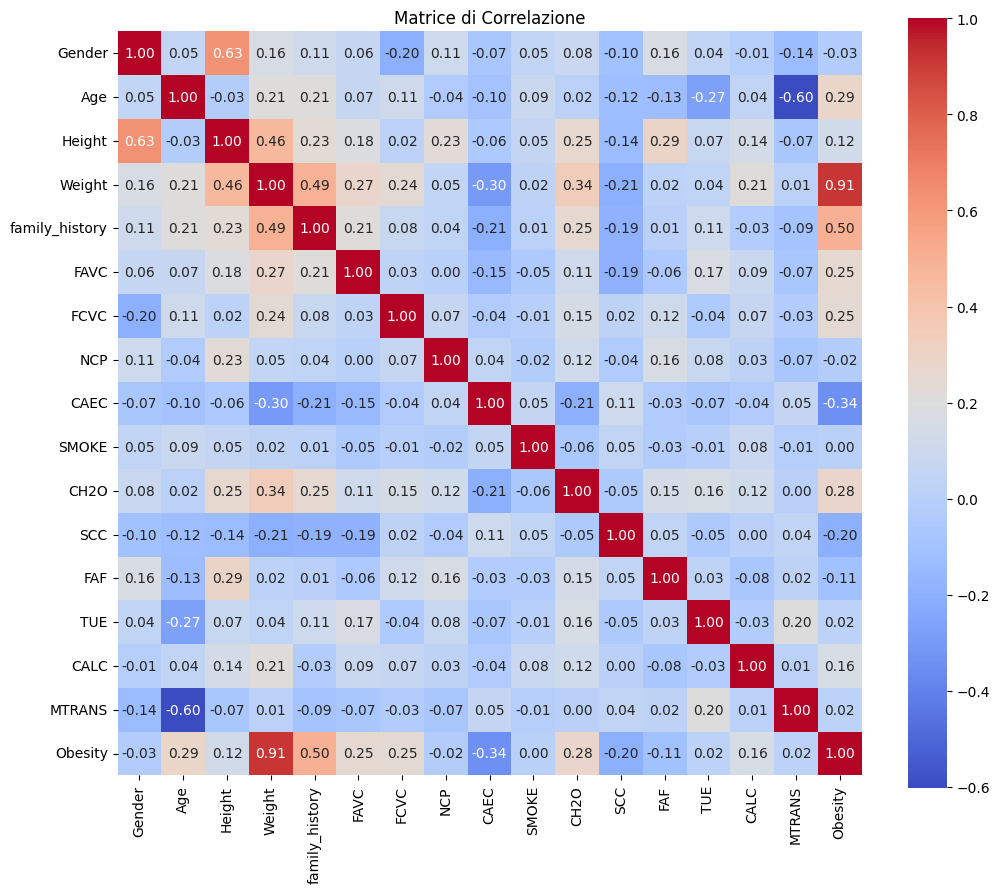 Matrice di Correlazione
Gender 1.00 0.05 0.63 0.16 0.11 0.06 -0.20 0.11 -0.07 0.05 0.08 -0.10 0.16 0.04 -0.01 -0.14 -0.03
Age 0.05 1.00 -0.03 0.21 0.21 0.07 0.11 -0.04 -0.10 0.09 0.02 -0.12 -0.13 -0.27 0.04 -0.60 0.29
Height 0.63 -0.03 1.00 0.46 0.23 0.18 0.02 0.23 -0.06 0.05 0.25 -0.14 0.29 0.07 0.14 -0.07 0.12
Weight 0.16 0.21 0.46 1.00 0.49 0.27 0.24 0.05 -0.30 0.02 0.34 -0.21 0.02 0.04 0.21 0.01 0.91
family_history 0.11 0.21 0.23 0.49 1.00 0.21 0.08 0.04 -0.21 0.01 0.25 -0.19 0.01 0.11 -0.03 -0.09 0.50
FAVC 0.06 0.07 0.18 0.27 0.21 1.00 0.03 0.00 -0.15 -0.05 0.11 -0.19 -0.06 0.17 0.09 -0.07 0.25
FCVC -0.20 0.11 0.02 0.24 0.08 0.03 1.00 0.07 -0.04 -0.01 0.15 0.02 0.12 -0.04 0.07 -0.03 0.25
NCP 0.11 -0.04 0.23 0.05 0.04 0.00 0.07 1.00 0.04 -0.02 0.12 -0.04 0.16 0.08 0.03 -0.07 -0.02
CAEC -0.07 -0.10 -0.06 -0.30 -0.21 -0.15 -0.04 0.04 1.00 0.05 -0.21 0.11 -0.03 -0.07 -0.04 0.05 -0.34
SMOKE 0.05 0.09 0.05 0.02 0.01 -0.05 -0.01 -0.02 0.05 1.00 -0.06 0.05 -0.03 -0.01 0.08 -0.01 0.00
CH2O 0.08 0.02 0.25 0.34 0.25 0.11 0.15 0.12 -0.21 -0.06 1.00 -0.05 0.15 0.16 0.12 0.00 0.28
SCC -0.10 -0.12 -0.14 -0.21 -0.19 -0.19 0.02 -0.04 0.11 0.05 -0.05 1.00 0.05 -0.05 0.00 0.04 -0.20
FAF 0.16 -0.13 0.29 0.02 0.01 -0.06 0.12 0.16 -0.03 -0.03 0.15 0.05 1.00 0.03 -0.08 0.02 -0.11
TUE 0.04 -0.27 0.07 0.04 0.11 0.17 -0.04 0.08 -0.07 -0.01 0.16 -0.05 0.03 1.00 -0.03 0.20 0.02
CALC -0.01 0.04 0.14 0.21 -0.03 0.09 0.07 0.03 -0.04 0.08 0.12 0.00 -0.08 -0.03 1.00 0.01 0.16
MTRANS -0.14 -0.60 -0.07 0.01 -0.09 -0.07 -0.03 -0.07 0.05 -0.01 0.00 0.04 0.02 0.20 0.01 1.00 0.02
Obesity -0.03 0.29 0.12 0.91 0.50 0.25 0.25 -0.02 -0.34 0.00 0.28 -0.20 -0.11 0.02 0.16 0.02 1.00
Gender Age Height Weight family_history FAVC FCVC NCP CAEC SMOKE CH2O SCC FAF TUE CALC MTRANS Obesity
1.0
0.8
0.6
0.4
0.2
0.0
−0.2
−0.4
−0.6